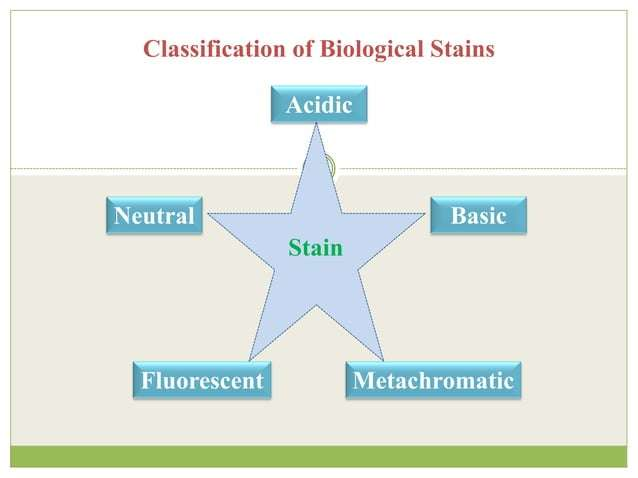 Classification of Biological Stains
Acidic
Neutral
Basic
Stain
Fluorescent
Metachromatic